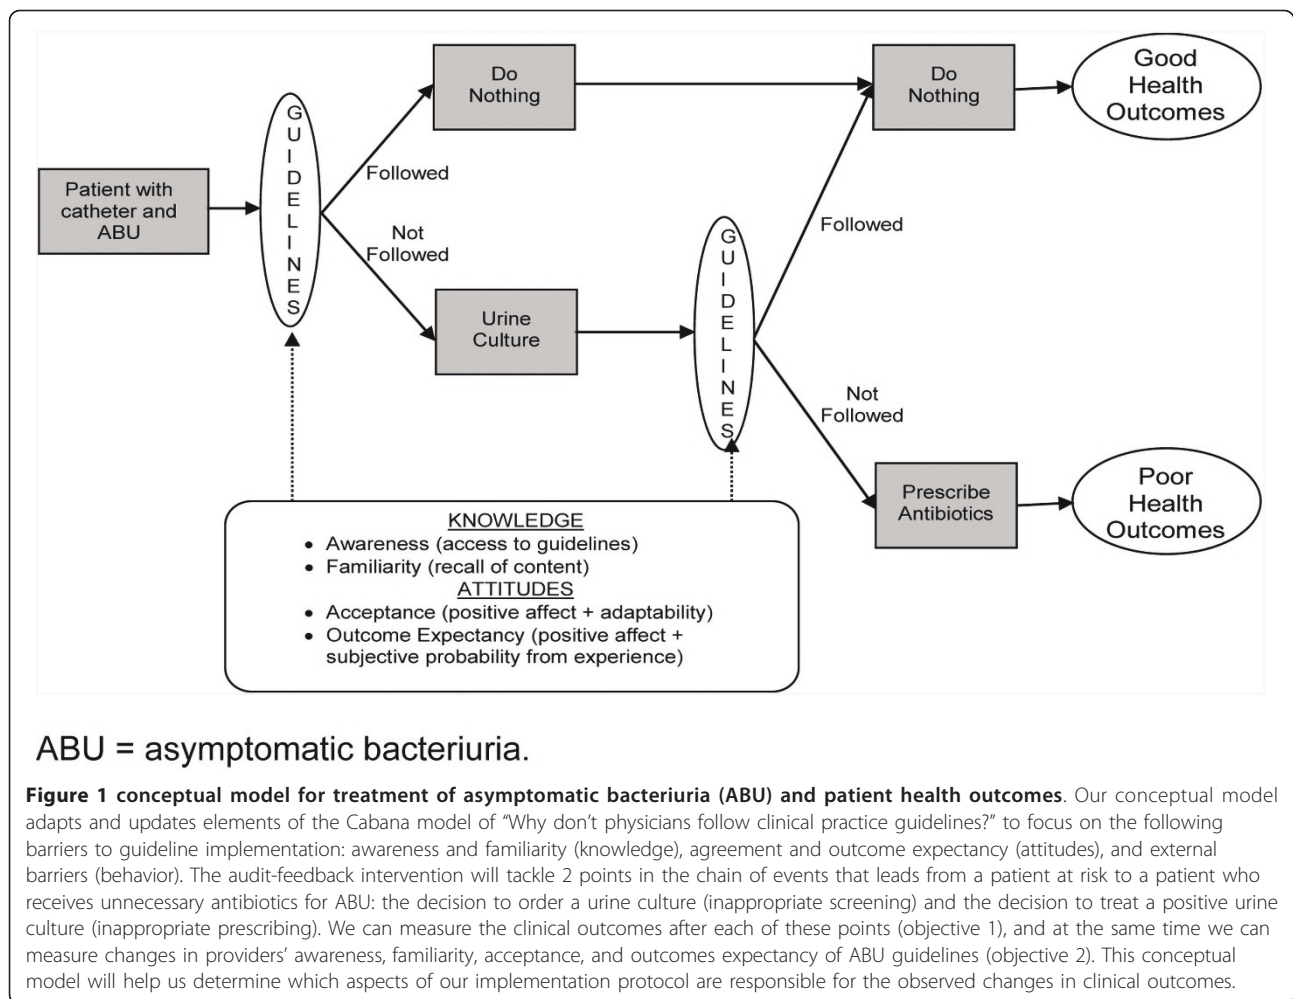 Patient with
catheter and
ABU
GUIDELINES
Followed
Not
Followed
Do
Nothing
Urine
Culture
GUIDELINES
Followed
Not
Followed
Do
Nothing
Prescribe
Antibiotics
Good
Health
Outcomes
Poor
Health
Outcomes
KNOWLEDGE
• Awareness (access to guidelines)
• Familiarity (recall of content)
ATTITUDES
• Acceptance (positive affect + adaptability)
• Outcome Expectancy (positive affect +
subjective probability from experience)
ABU = asymptomatic bacteriuria.
Figure 1 conceptual model for treatment of asymptomatic bacteriuria (ABU) and patient health outcomes. Our conceptual model
adapts and updates elements of the Cabana model of “Why don’t physicians follow clinical practice guidelines?” to focus on the following
barriers to guideline implementation: awareness and familiarity (knowledge), agreement and outcome expectancy (attitudes), and external
barriers (behavior). The audit-feedback intervention will tackle 2 points in the chain of events that leads from a patient at risk to a patient who
receives unnecessary antibiotics for ABU: the decision to order a urine culture (inappropriate screening) and the decision to treat a positive urine
culture (inappropriate prescribing). We can measure the clinical outcomes after each of these points (objective 1), and at the same time we can
measure changes in providers’ awareness, familiarity, acceptance, and outcomes expectancy of ABU guidelines (objective 2). This conceptual
model will help us determine which aspects of our implementation protocol are responsible for the observed changes in clinical outcomes.